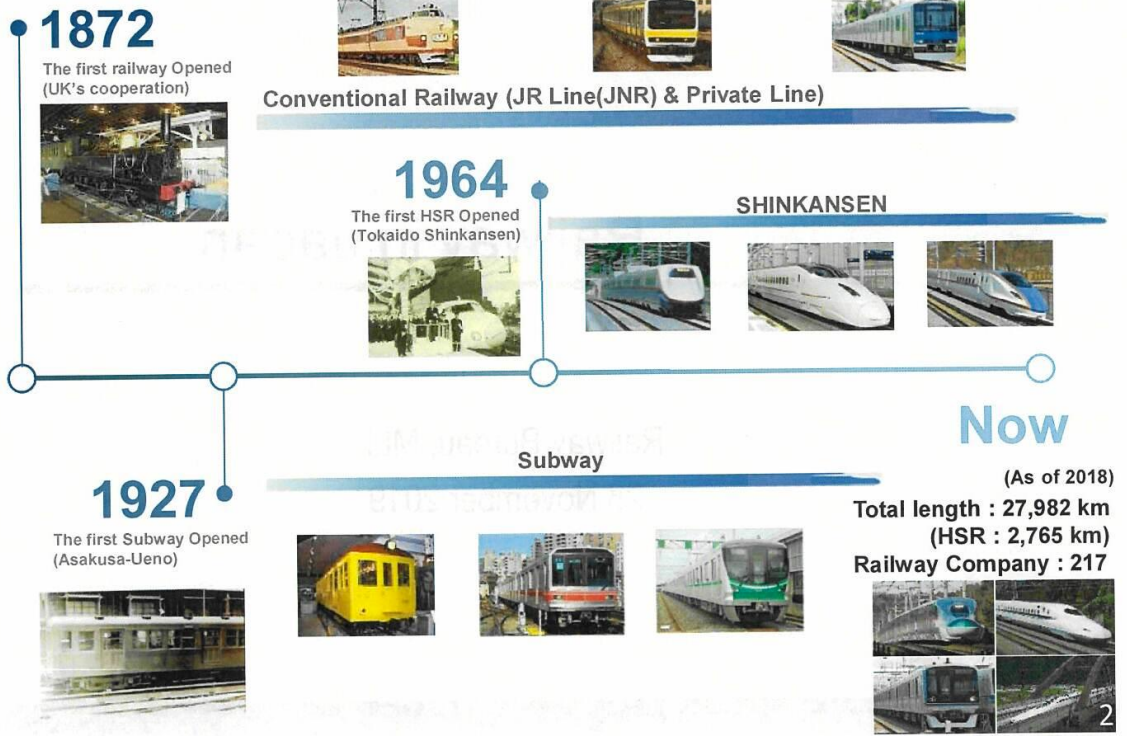 1872
The first railway Opened
(UK's cooperation)
Conventional Railway (JR Line(JNR) & Private Line)
1964
The first HSR Opened
(Tokaido Shinkansen)
SHINKANSEN
Now
Subway
1927
The first Subway Opened
(Asakusa-Ueno)
(As of 2018)
Total length : 27,982 km
(HSR : 2,765 km)
Railway Company : 217
2